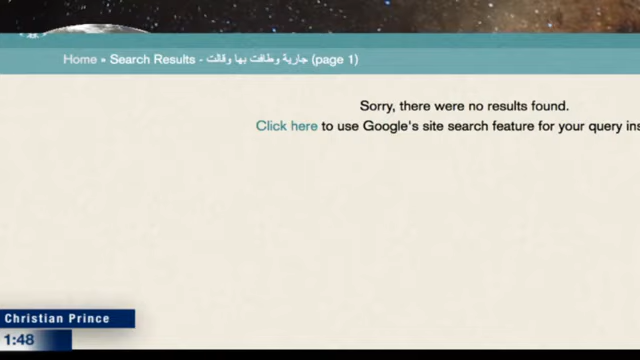 Home » Search Results - جارية وطافت بها وقالت (page 1)
Sorry, there were no results found.
Click here to use Google's site search feature for your query ins
Christian Prince
1:48